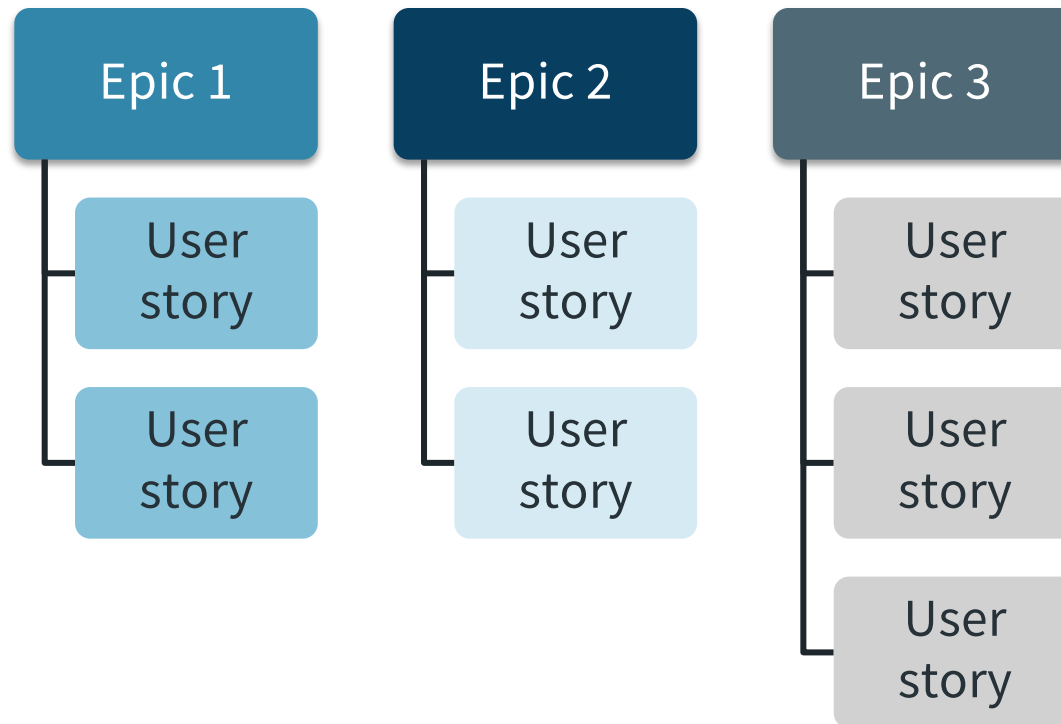 Epic 1
User
story
User
story
Epic 2
User
story
User
story
Epic 3
User
story
User
story
User
story